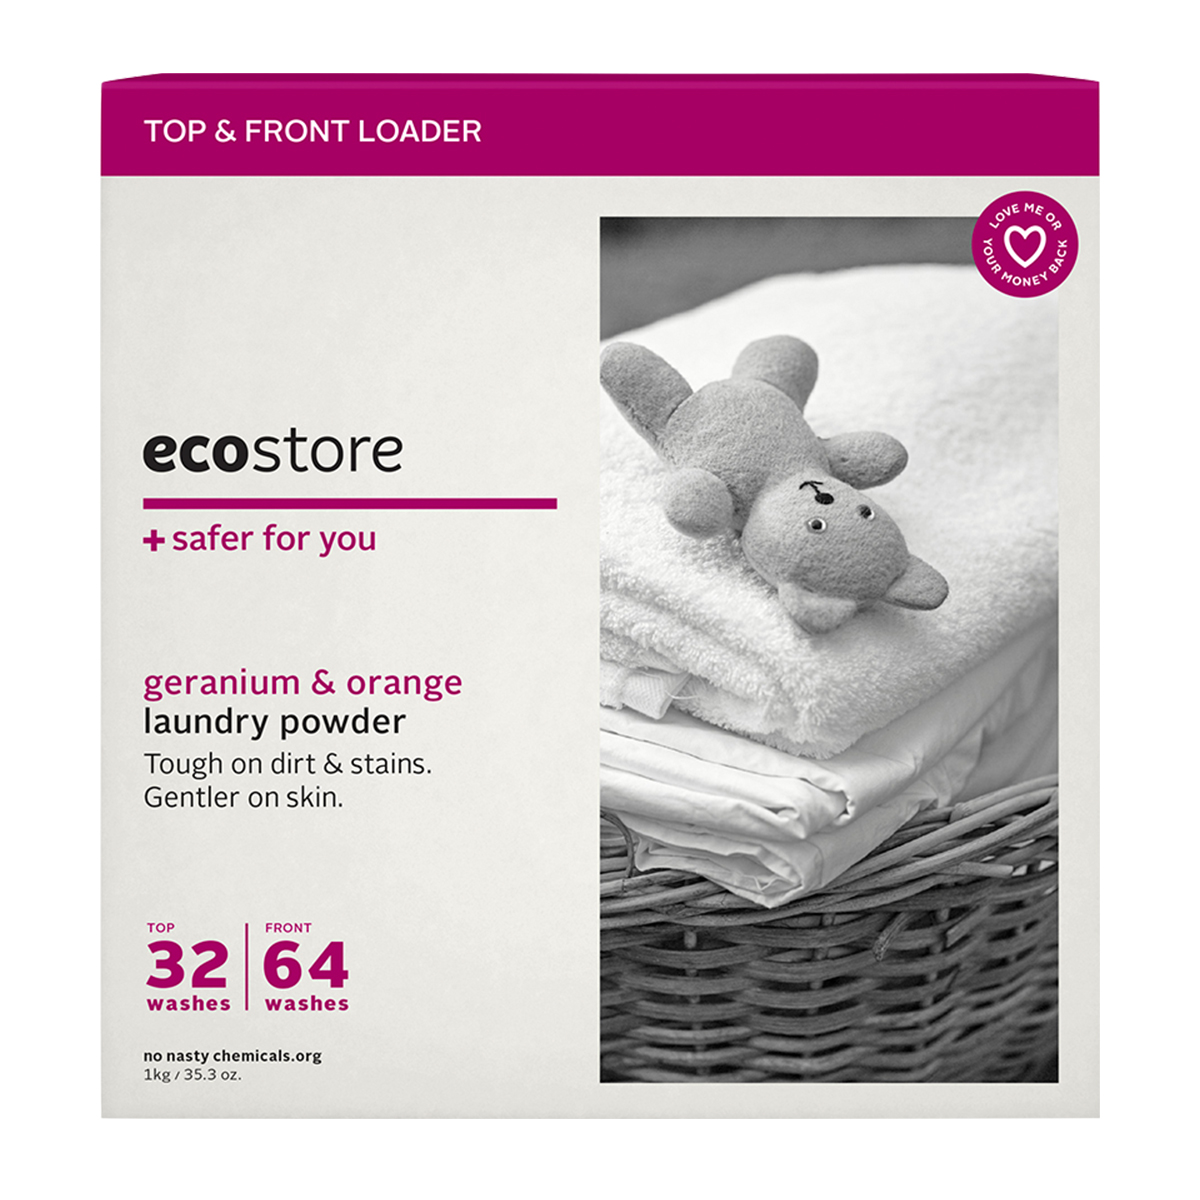 TOP & FRONT LOADER
LOVE ME OR
YOUR MONEY BACK
ecostore
+ safer for you
geranium & orange
laundry powder
Tough on dirt & stains.
Gentler on skin.
TOP
32
washes
FRONT
64
washes
no nasty chemicals.org
1kg / 35.3 oz.